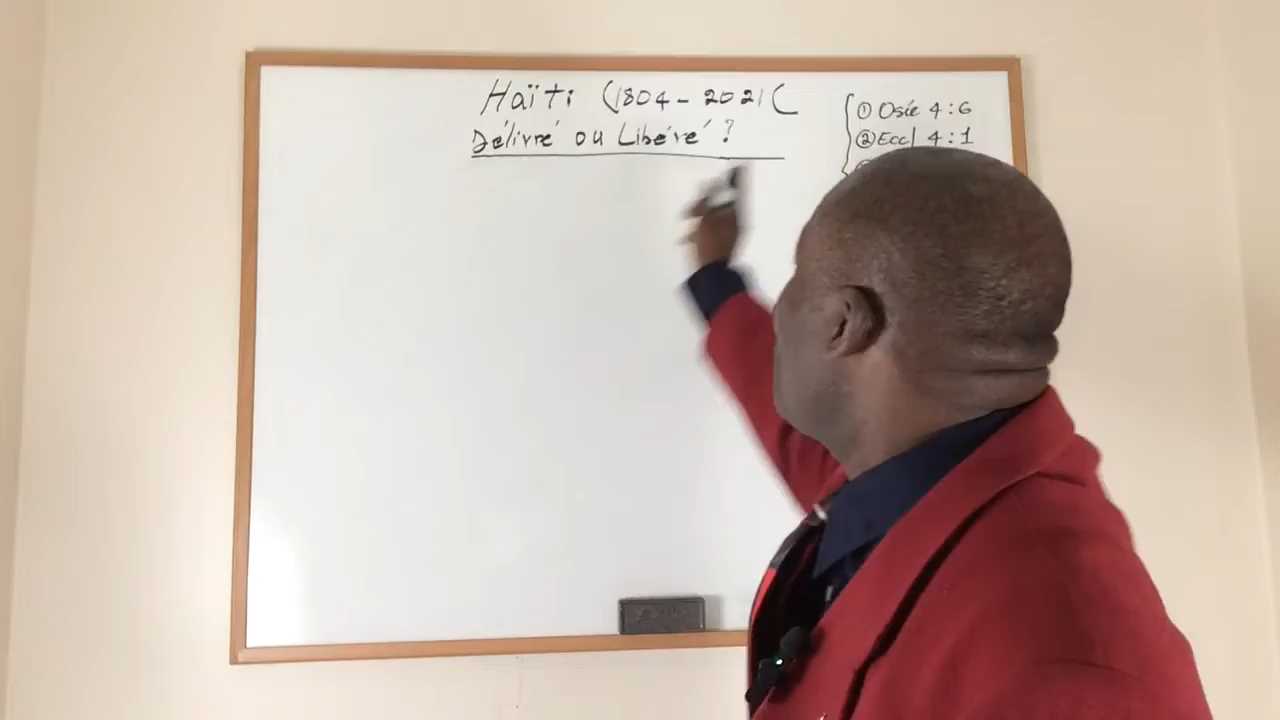 Haïti (1804-2021(
Délivré ou Libéré ?
① Osée 4:6
② Eccl 4:1